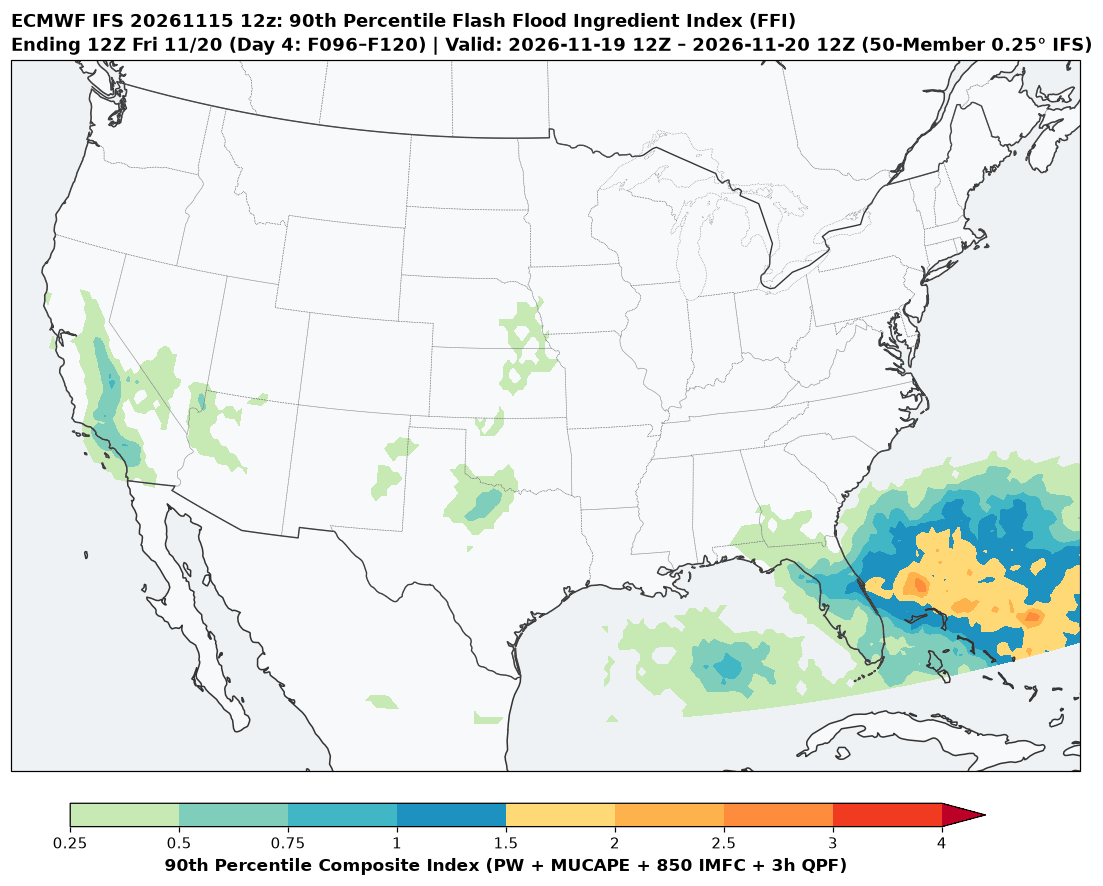 ECMWF IFS 20261115 12z: 90th Percentile Flash Flood Ingredient Index (FFI)
Ending 12Z Fri 11/20 (Day 4: F096–F120) | Valid: 2026-11-19 12Z – 2026-11-20 12Z (50-Member 0.25° IFS)
0.25 0.5 0.75 1 1.5 2 2.5 3 4
90th Percentile Composite Index (PW + MUCAPE + 850 IMFC + 3h QPF)